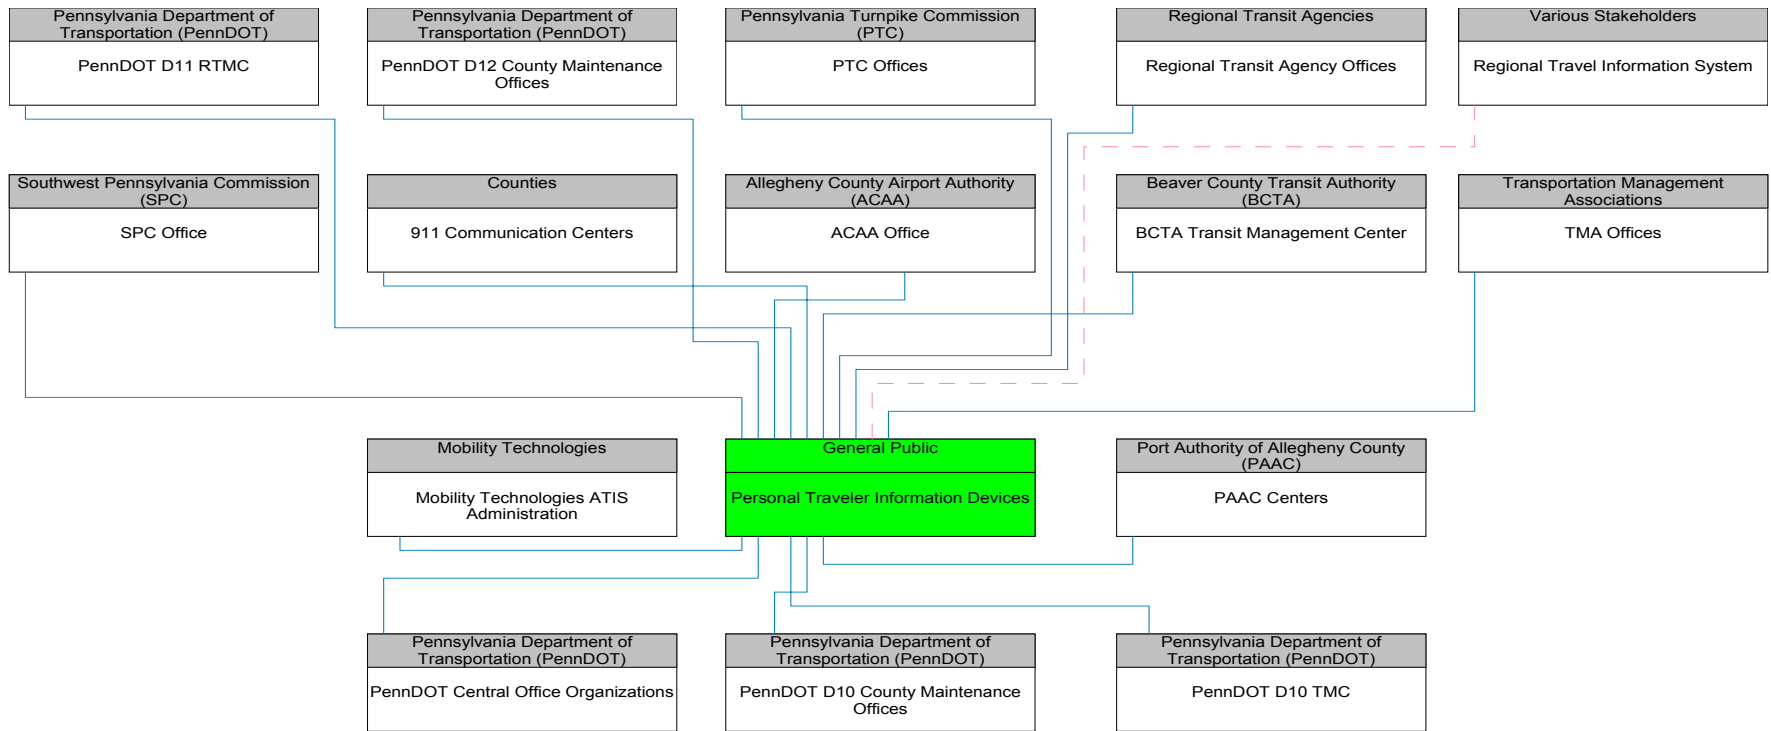 Pennsylvania Department of
Transportation (PennDOT)
PennDOT D11 RTMC
Pennsylvania Department of
Transportation (PennDOT)
PennDOT D12 County Maintenance
Offices
Pennsylvania Turnpike Commission
(PTC)
PTC Offices
Regional Transit Agencies
Regional Transit Agency Offices
Various Stakeholders
Regional Travel Information System
Southwest Pennsylvania Commission
(SPC)
SPC Office
Counties
911 Communication Centers
Allegheny County Airport Authority
(ACAA)
ACAA Office
Beaver County Transit Authority
(BCTA)
BCTA Transit Management Center
Transportation Management
Associations
TMA Offices
Mobility Technologies
Mobility Technologies ATIS
Administration
General Public
Personal Traveler Information Devices
Port Authority of Allegheny County
(PAAC)
PAAC Centers
Pennsylvania Department of
Transportation (PennDOT)
PennDOT Central Office Organizations
Pennsylvania Department of
Transportation (PennDOT)
PennDOT D10 County Maintenance
Offices
Pennsylvania Department of
Transportation (PennDOT)
PennDOT D10 TMC